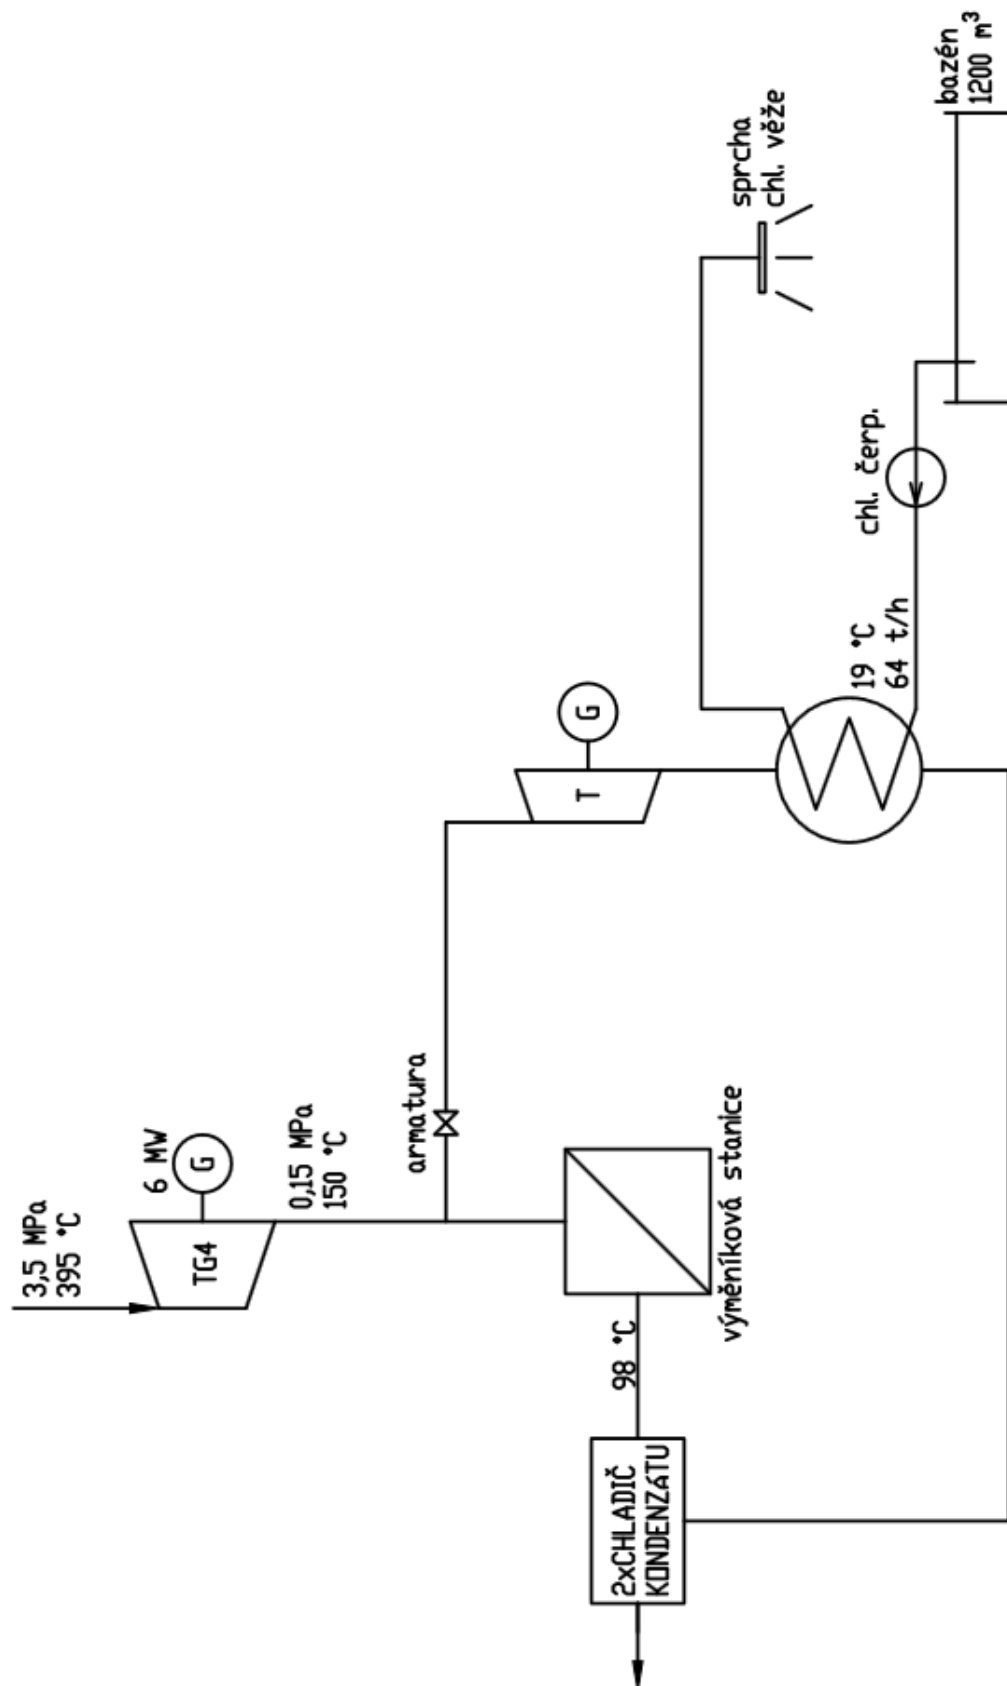 3,5 MPa
395 °C
6 MW
G
TG4
0,15 MPa
150 °C
armatura
výměníková stanice
98 °C
2xCHLADIČ
KONDENZÁTU
G
T
sprcha
chl. věže
19 °C
64 t/h
chl. čerp.
bazén
1200 m³